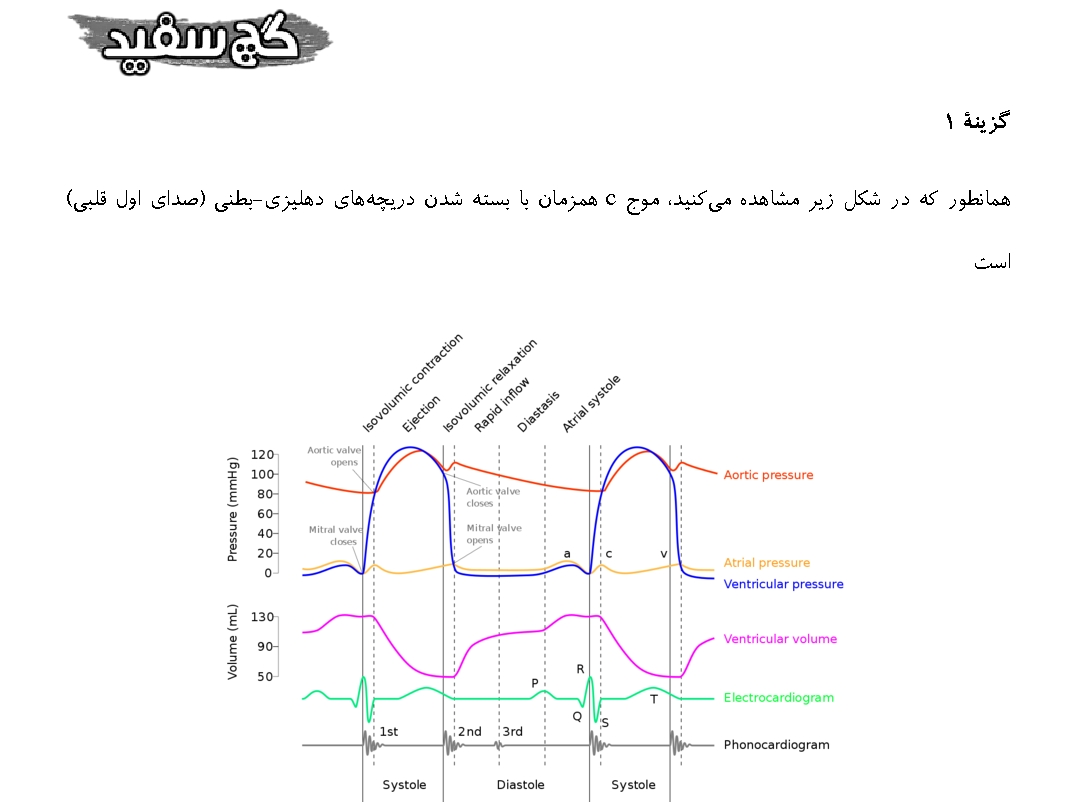 گچ سفید
گزینهٔ ۱
همانطور که در شکل زیر مشاهده می‌کنید، موج c همزمان با بسته شدن دریچه‌های دهلیزی-بطنی (صدای اول قلبی)
است
Isovolumic contraction
Ejection
Isovolumic relaxation
Rapid inflow
Diastasis
Atrial systole
Pressure (mmHg)
120
100
80
60
40
20
0
Aortic valve
opens
Aortic valve
closes
Mitral valve
closes
Mitral valve
opens
a
c
v
Aortic pressure
Atrial pressure
Ventricular pressure
Volume (mL)
130
90
50
Ventricular volume
R
P
Q
S
T
Electrocardiogram
1st
2nd
3rd
Phonocardiogram
Systole
Diastole
Systole